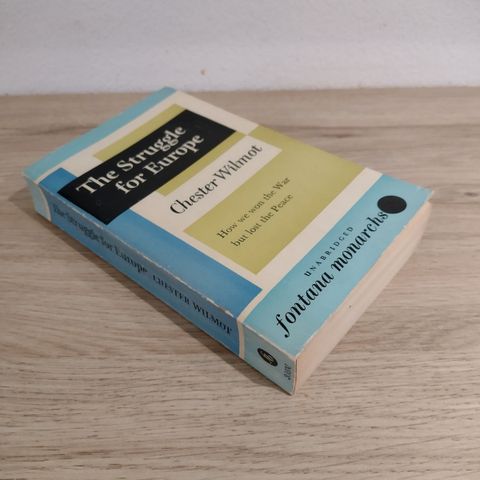 The Struggle
for Europe
Chester Wilmot
How we won the War
but lost the Peace
UNABRIDGED
fontana monarchs
The Struggle for Europe CHESTER WILMOT